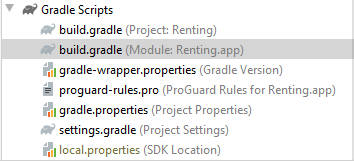 Gradle Scripts
build.gradle (Project: Renting)
build.gradle (Module: Renting.app)
gradle-wrapper.properties (Gradle Version)
proguard-rules.pro (ProGuard Rules for Renting.app)
gradle.properties (Project Properties)
settings.gradle (Project Settings)
local.properties (SDK Location)